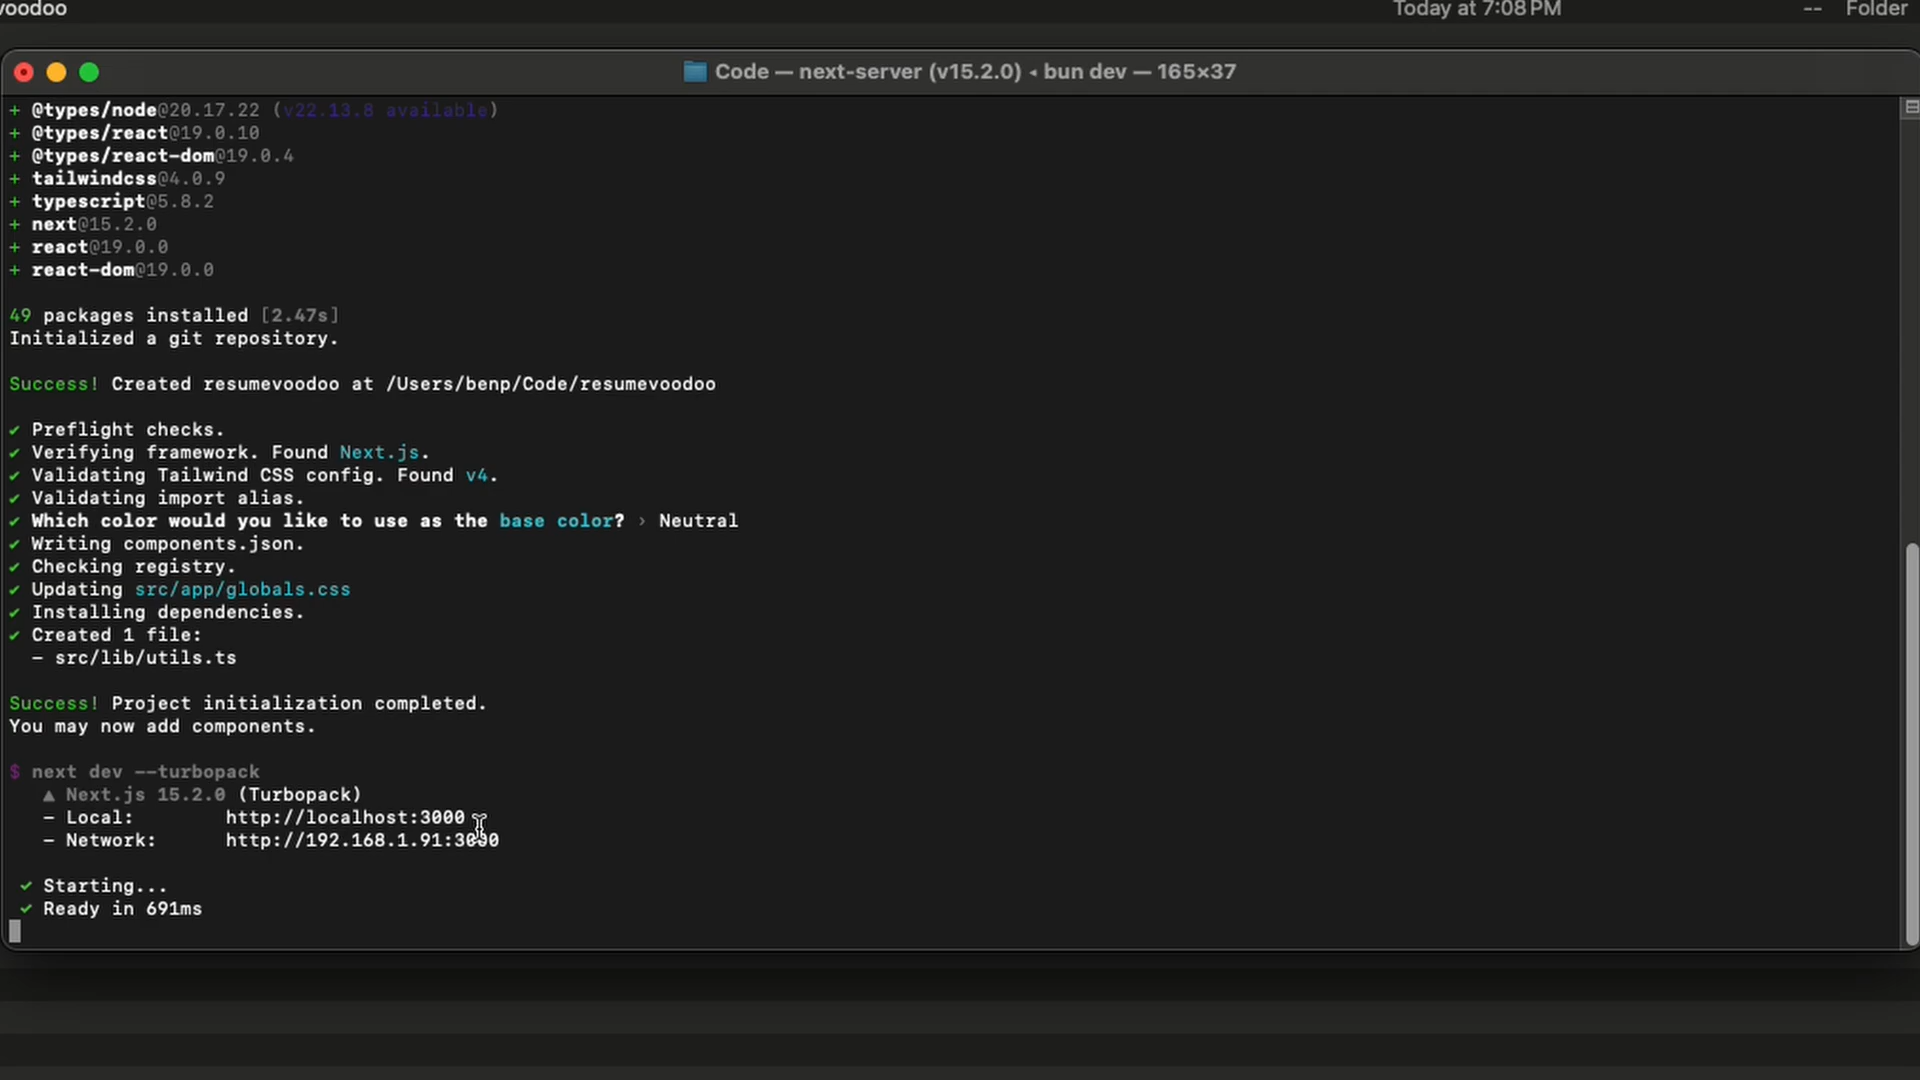 voodoo
Today at 7:08 PM
--
Folder
Code — next-server (v15.2.0) ◂ bun dev — 165×37
+ @types/node@20.17.22 (v22.13.8 available)
+ @types/react@19.0.10
+ @types/react-dom@19.0.4
+ tailwindcss@4.0.9
+ typescript@5.8.2
+ next@15.2.0
+ react@19.0.0
+ react-dom@19.0.0
49 packages installed [2.47s]
Initialized a git repository.
Success! Created resumevoodoo at /Users/benp/Code/resumevoodoo
✔ Preflight checks.
✔ Verifying framework. Found Next.js.
✔ Validating Tailwind CSS config. Found v4.
✔ Validating import alias.
✔ Which color would you like to use as the base color? › Neutral
✔ Writing components.json.
✔ Checking registry.
✔ Updating src/app/globals.css
✔ Installing dependencies.
✔ Created 1 file:
– src/lib/utils.ts
Success! Project initialization completed.
You may now add components.
$ next dev --turbopack
▲ Next.js 15.2.0 (Turbopack)
– Local: http://localhost:3000
– Network: http://192.168.1.91:3000
✓ Starting...
✓ Ready in 691ms